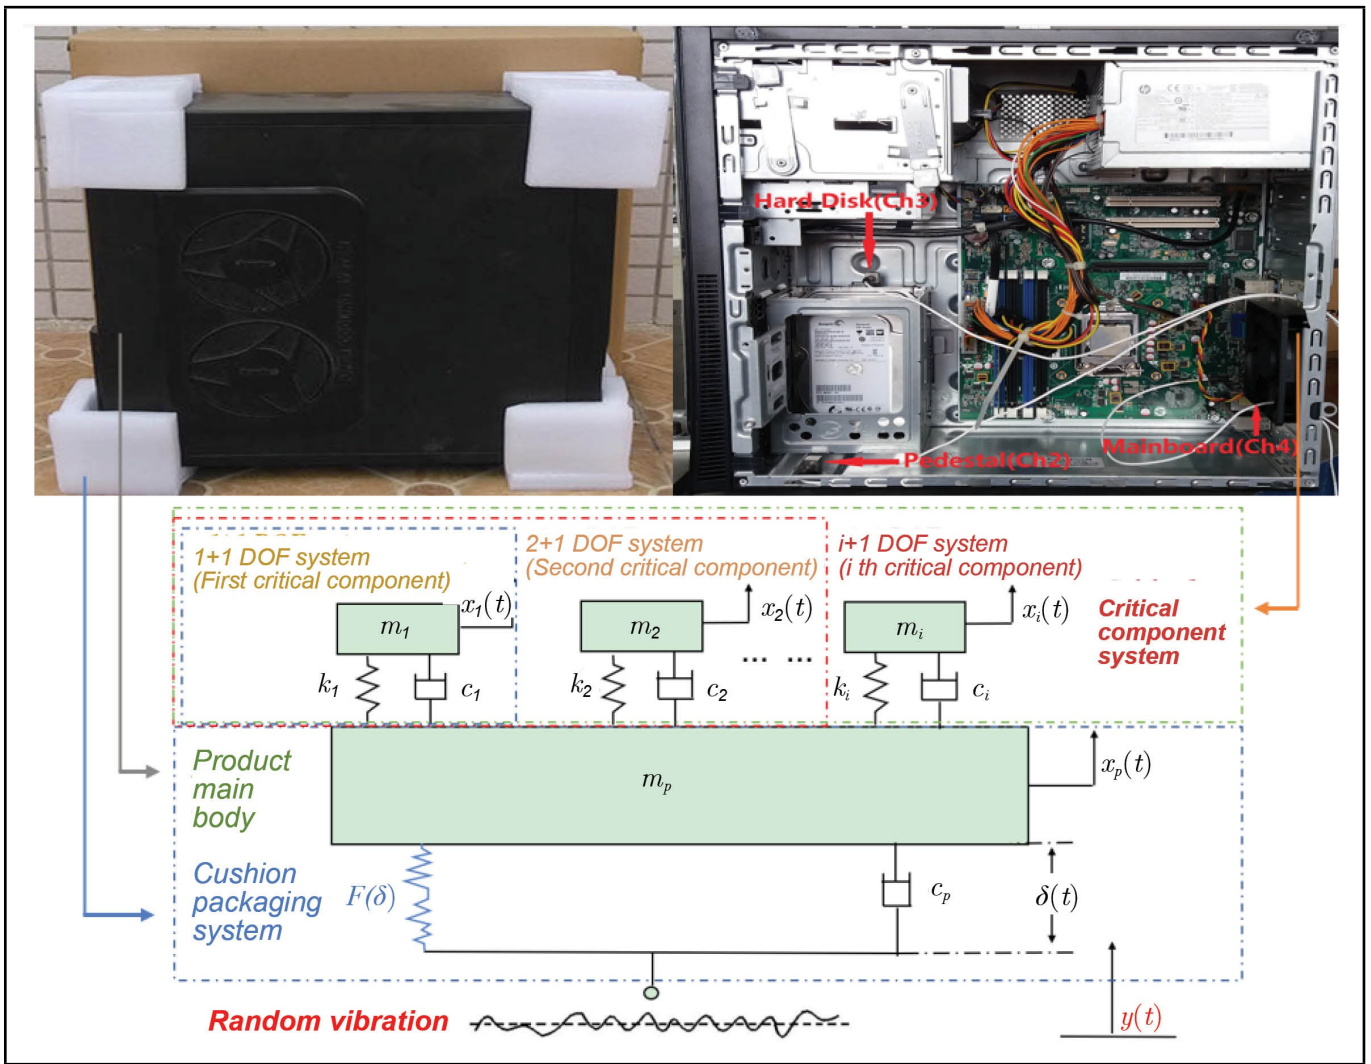 Hard Disk(Ch3)
Mainboard(Ch4)
Pedestal(Ch2)
1+1 DOF system
(First critical component)
2+1 DOF system
(Second critical component)
i+1 DOF system
(i th critical component)
x₁(t)
x₂(t)
xᵢ(t)
m₁
m₂
mᵢ
Critical
component
system
... ...
k₁
c₁
k₂
c₂
kᵢ
cᵢ
Product
main
body
mₚ
xₚ(t)
Cushion
packaging
system
F(δ)
cₚ
δ(t)
Random vibration
y(t)